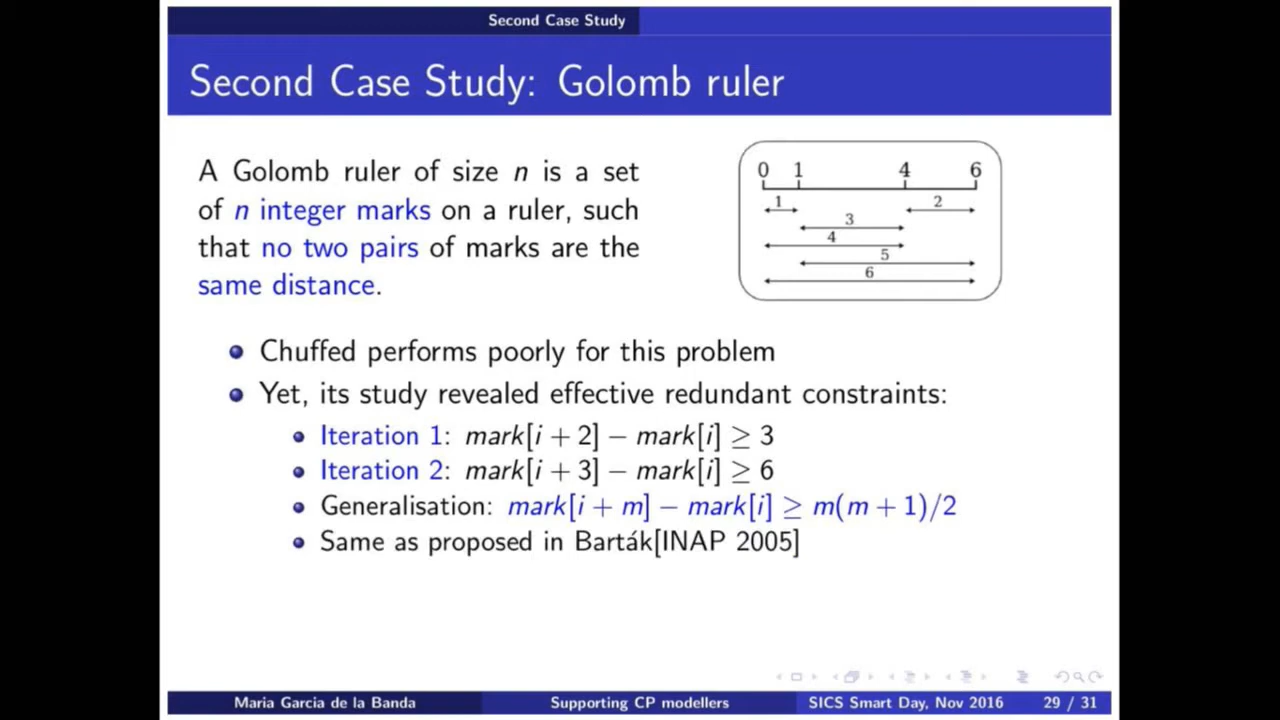 Second Case Study
Second Case Study: Golomb ruler
A Golomb ruler of size n is a set
of n integer marks on a ruler, such
that no two pairs of marks are the
same distance.
0 1 4 6
1 2
3
4
5
6
Chuffed performs poorly for this problem
Yet, its study revealed effective redundant constraints:
Iteration 1: mark[i + 2] − mark[i] ≥ 3
Iteration 2: mark[i + 3] − mark[i] ≥ 6
Generalisation: mark[i + m] − mark[i] ≥ m(m + 1)/2
Same as proposed in Barták[INAP 2005]
Maria Garcia de la Banda Supporting CP modellers SICS Smart Day, Nov 2016 29 / 31